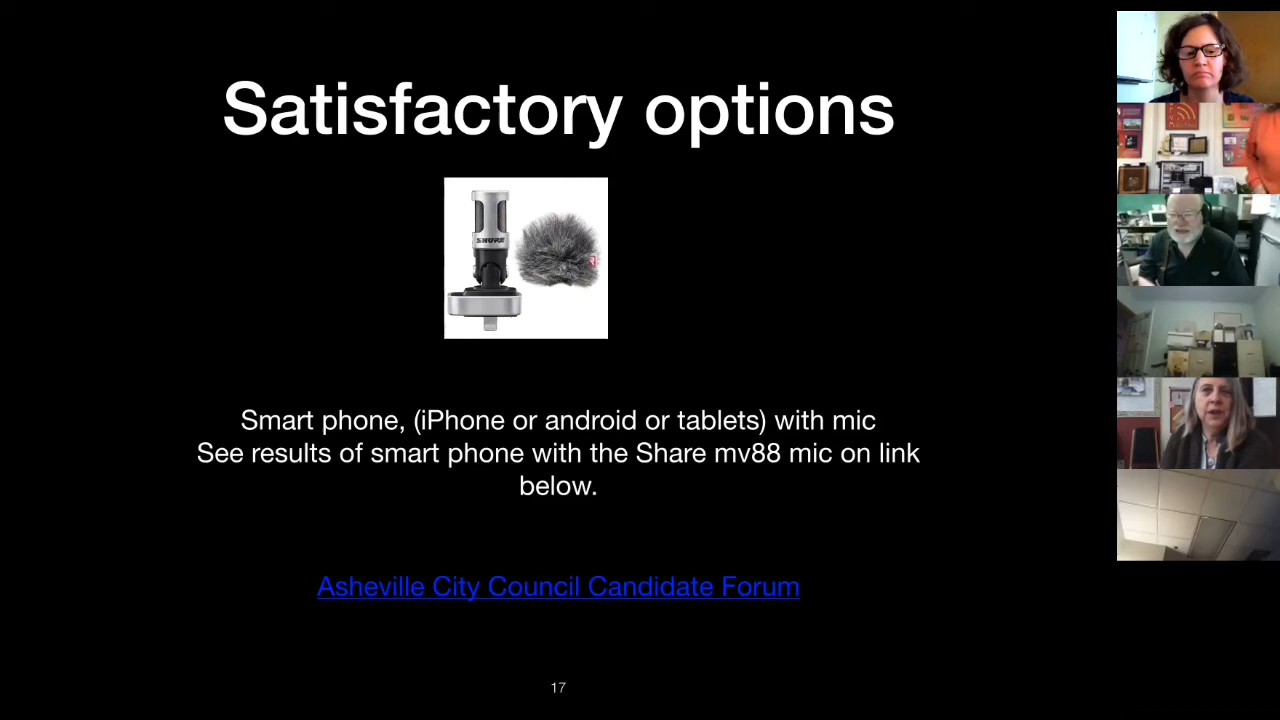 Satisfactory options
SHURE
Smart phone, (iPhone or android or tablets) with mic
See results of smart phone with the Share mv88 mic on link
below.
Asheville City Council Candidate Forum
17